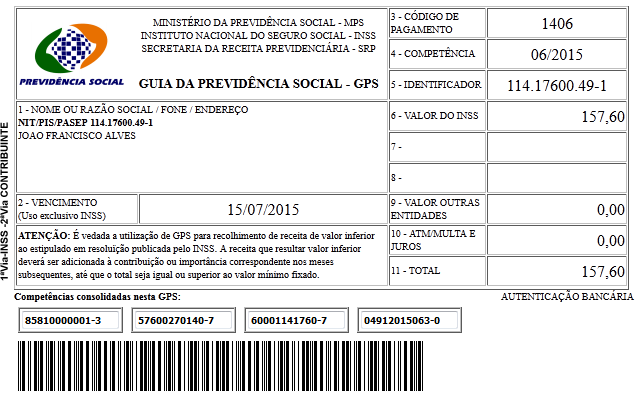 MINISTÉRIO DA PREVIDÊNCIA SOCIAL - MPS
INSTITUTO NACIONAL DO SEGURO SOCIAL - INSS
SECRETARIA DA RECEITA PREVIDENCIÁRIA - SRP
PREVIDÊNCIA SOCIAL
GUIA DA PREVIDÊNCIA SOCIAL - GPS
3 - CÓDIGO DE
PAGAMENTO
1406
4 - COMPETÊNCIA
06/2015
5 - IDENTIFICADOR
114.17600.49-1
1 - NOME OU RAZÃO SOCIAL / FONE / ENDEREÇO
NIT/PIS/PASEP 114.17600.49-1
JOAO FRANCISCO ALVES
6 - VALOR DO INSS
157,60
7 -
8 -
2 - VENCIMENTO
(Uso exclusivo INSS)
15/07/2015
9 - VALOR OUTRAS
ENTIDADES
0,00
ATENÇÃO: É vedada a utilização de GPS para recolhimento de receita de valor inferior
ao estipulado em resolução publicada pelo INSS. A receita que resultar valor inferior
deverá ser adicionada à contribuição ou importância correspondente nos meses
subsequentes, até que o total seja igual ou superior ao valor mínimo fixado.
10 - ATM/MULTA E
JUROS
0,00
11 - TOTAL
157,60
1ªVia-INSS -2ªVia CONTRIBUINTE
Competências consolidadas nesta GPS:
AUTENTICAÇÃO BANCÁRIA
85810000001-3 57600270140-7 60001141760-7 04912015063-0